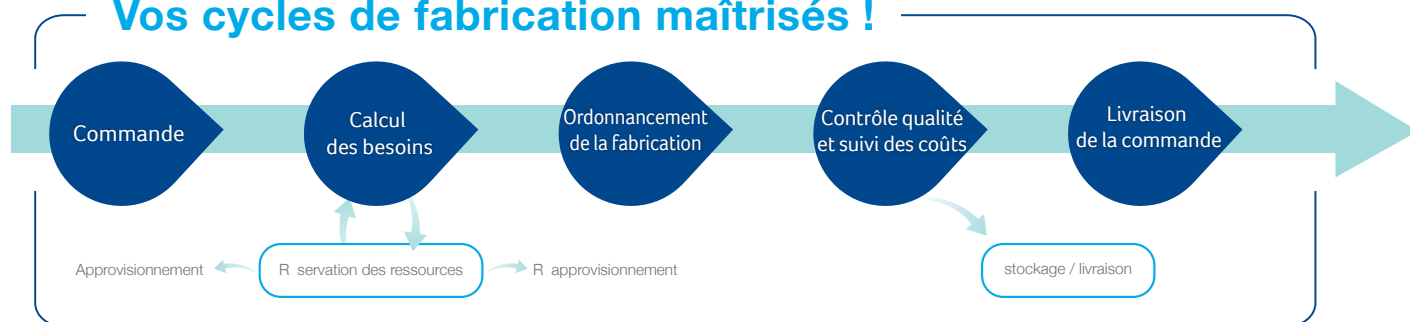 Vos cycles de fabrication maîtrisés !
Commande
Calcul
des besoins
Ordonnancement
de la fabrication
Contrôle qualité
et suivi des coûts
Livraison
de la commande
Approvisionnement
R servation des ressources
R approvisionnement
stockage / livraison